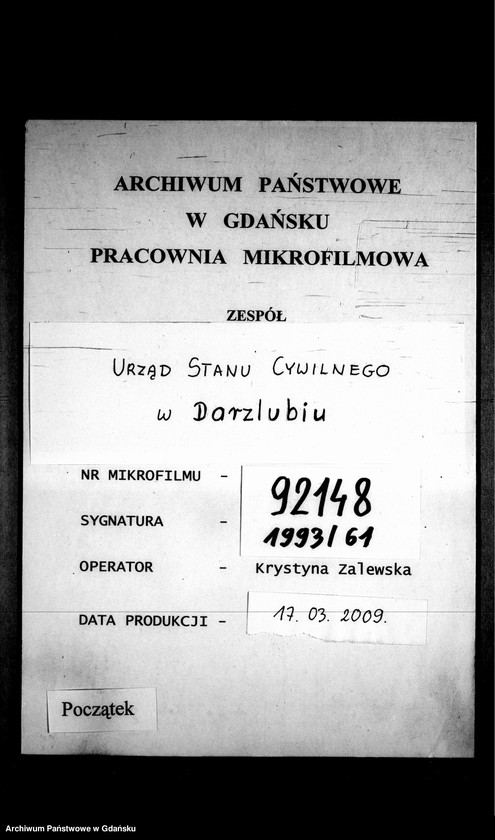 ARCHIWUM PAŃSTWOWE
W GDAŃSKU
PRACOWNIA MIKROFILMOWA
ZESPÓŁ
URZĄD STANU CYWILNEGO
w Darzlubiu
NR MIKROFILMU - 92148
SYGNATURA - 1993/61
OPERATOR - Krystyna Zalewska
DATA PRODUKCJI - 17. 03. 2009.
Początek
Archiwum Państwowe w Gdańsku